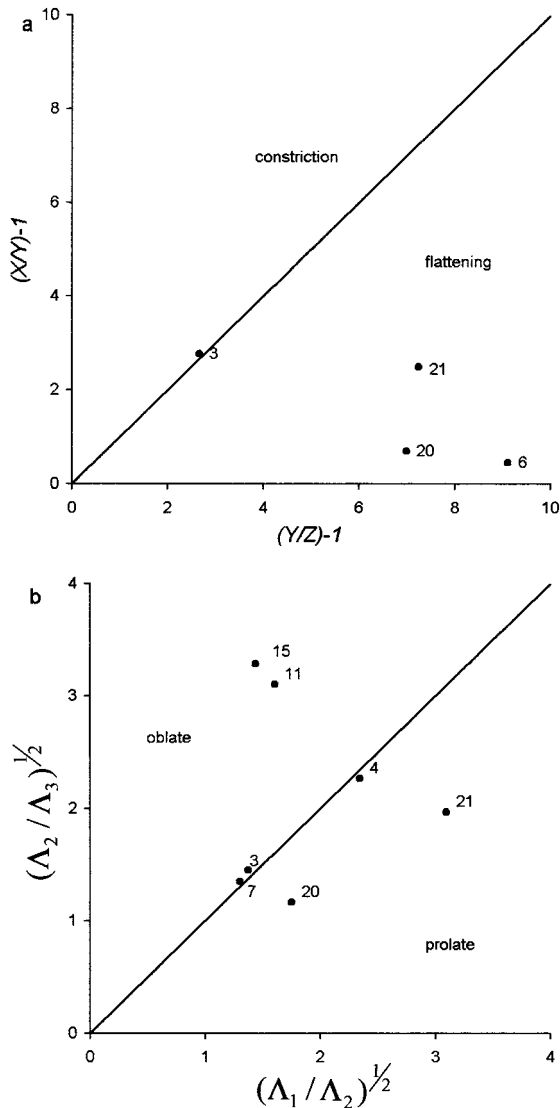 a
10
8
constriction
6
(X/Y)-1
flattening
4
3
21
2
20
6
0
0 2 4 6 8 10
(Y/Z)-1
b
4
15
11
3
oblate
4
(Λ₂/Λ₃)^½
21
2
3
7
20
1
prolate
0
0 1 2 3 4
(Λ₁/Λ₂)^½